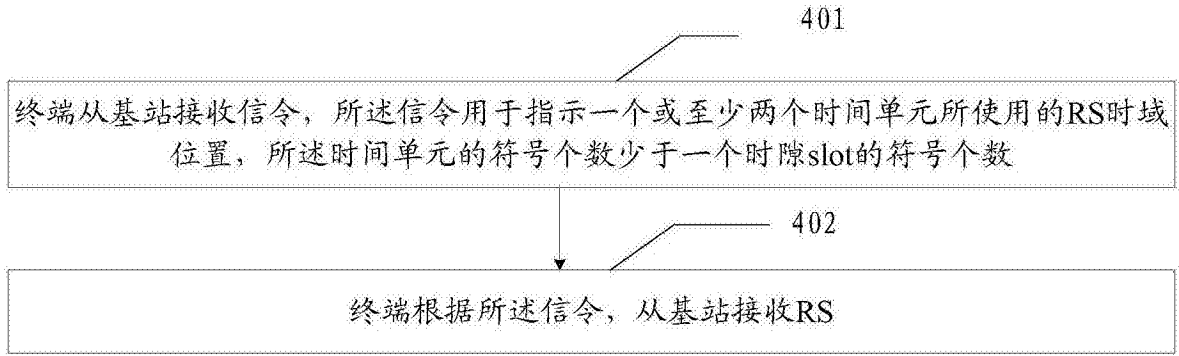 401
终端从基站接收信令，所述信令用于指示一个或至少两个时间单元所使用的RS时域
位置，所述时间单元的符号个数少于一个时隙slot的符号个数
402
终端根据所述信令，从基站接收RS